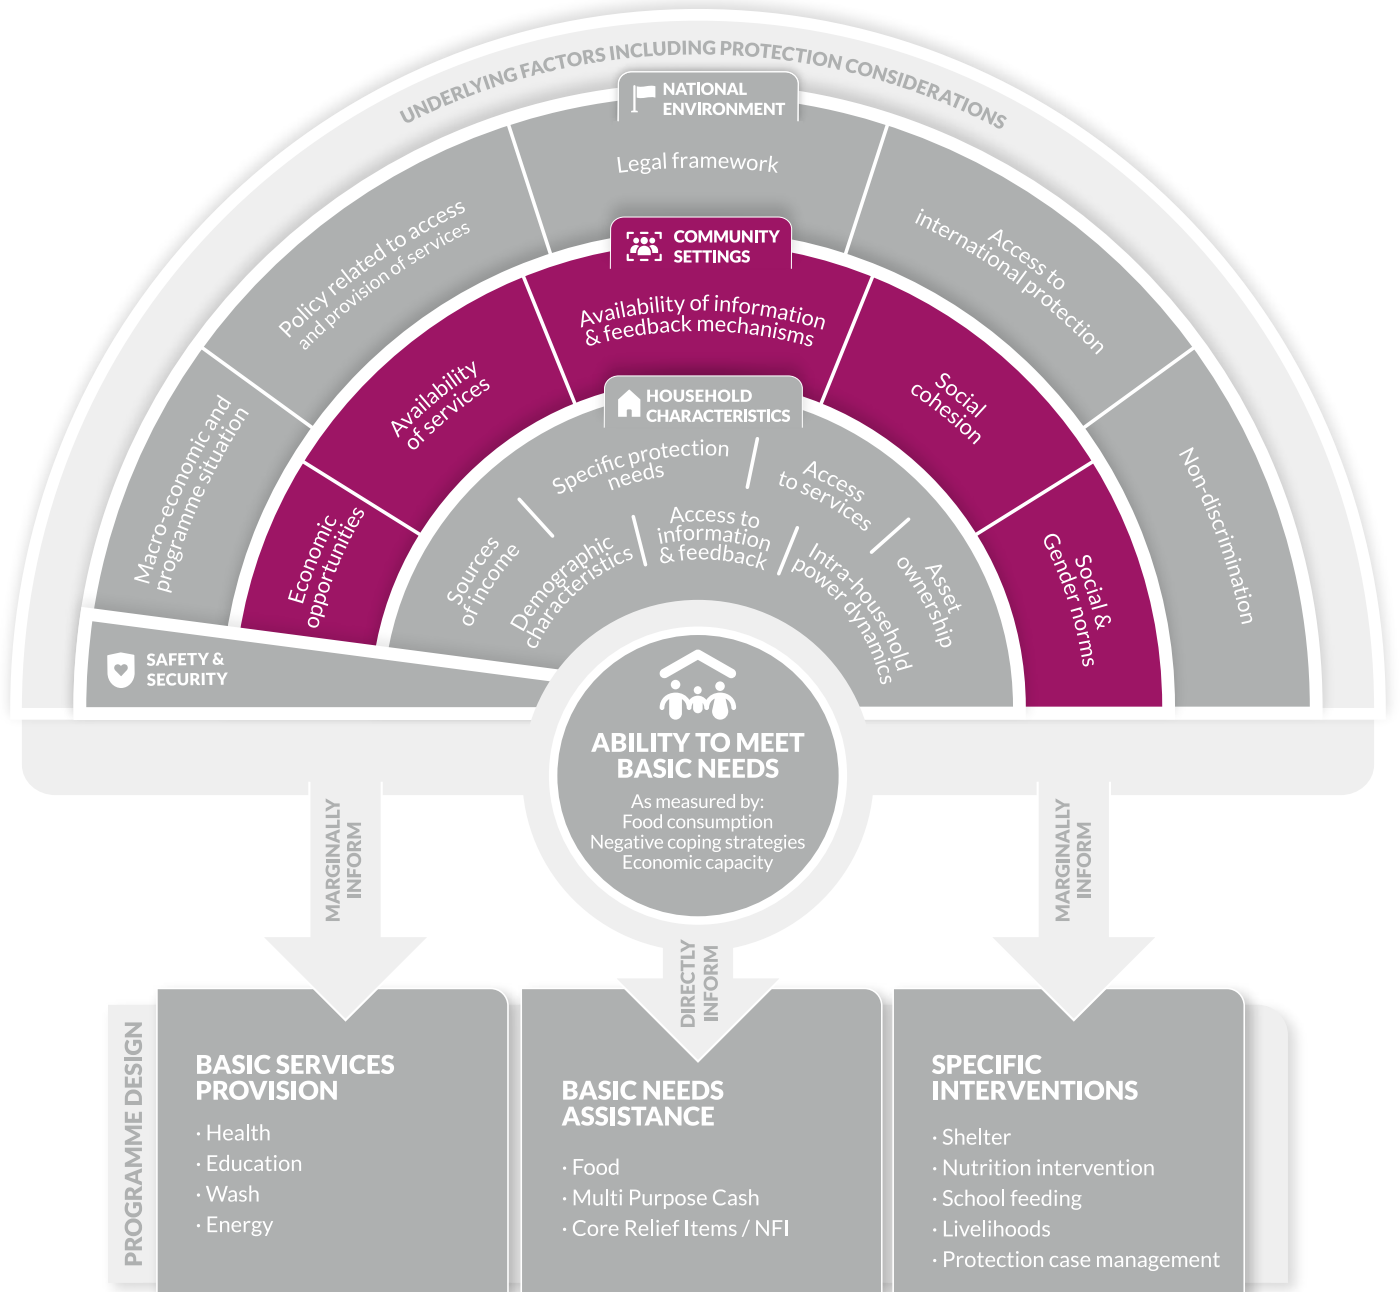 UNDERLYING FACTORS INCLUDING PROTECTION CONSIDERATIONS
NATIONAL
ENVIRONMENT
Macro-economic and
programme situation
Policy related to access
and provision of services
Legal framework
Access to
international protection
Non-discrimination
COMMUNITY
SETTINGS
Economic
opportunities
Availability
of services
Availability of information
& feedback mechanisms
Social
cohesion
Social &
Gender norms
HOUSEHOLD
CHARACTERISTICS
Sources
of income
Specific protection
needs
Access
to services
Asset
ownership
Demographic
characteristics
Access to
information
& feedback
Intra-household
power dynamics
SAFETY &
SECURITY
ABILITY TO MEET
BASIC NEEDS
As measured by:
Food consumption
Negative coping strategies
Economic capacity
MARGINALLY
INFORM
DIRECTLY
INFORM
MARGINALLY
INFORM
PROGRAMME DESIGN
BASIC SERVICES
PROVISION
· Health
· Education
· Wash
· Energy
BASIC NEEDS
ASSISTANCE
· Food
· Multi Purpose Cash
· Core Relief Items / NFI
SPECIFIC
INTERVENTIONS
· Shelter
· Nutrition intervention
· School feeding
· Livelihoods
· Protection case management